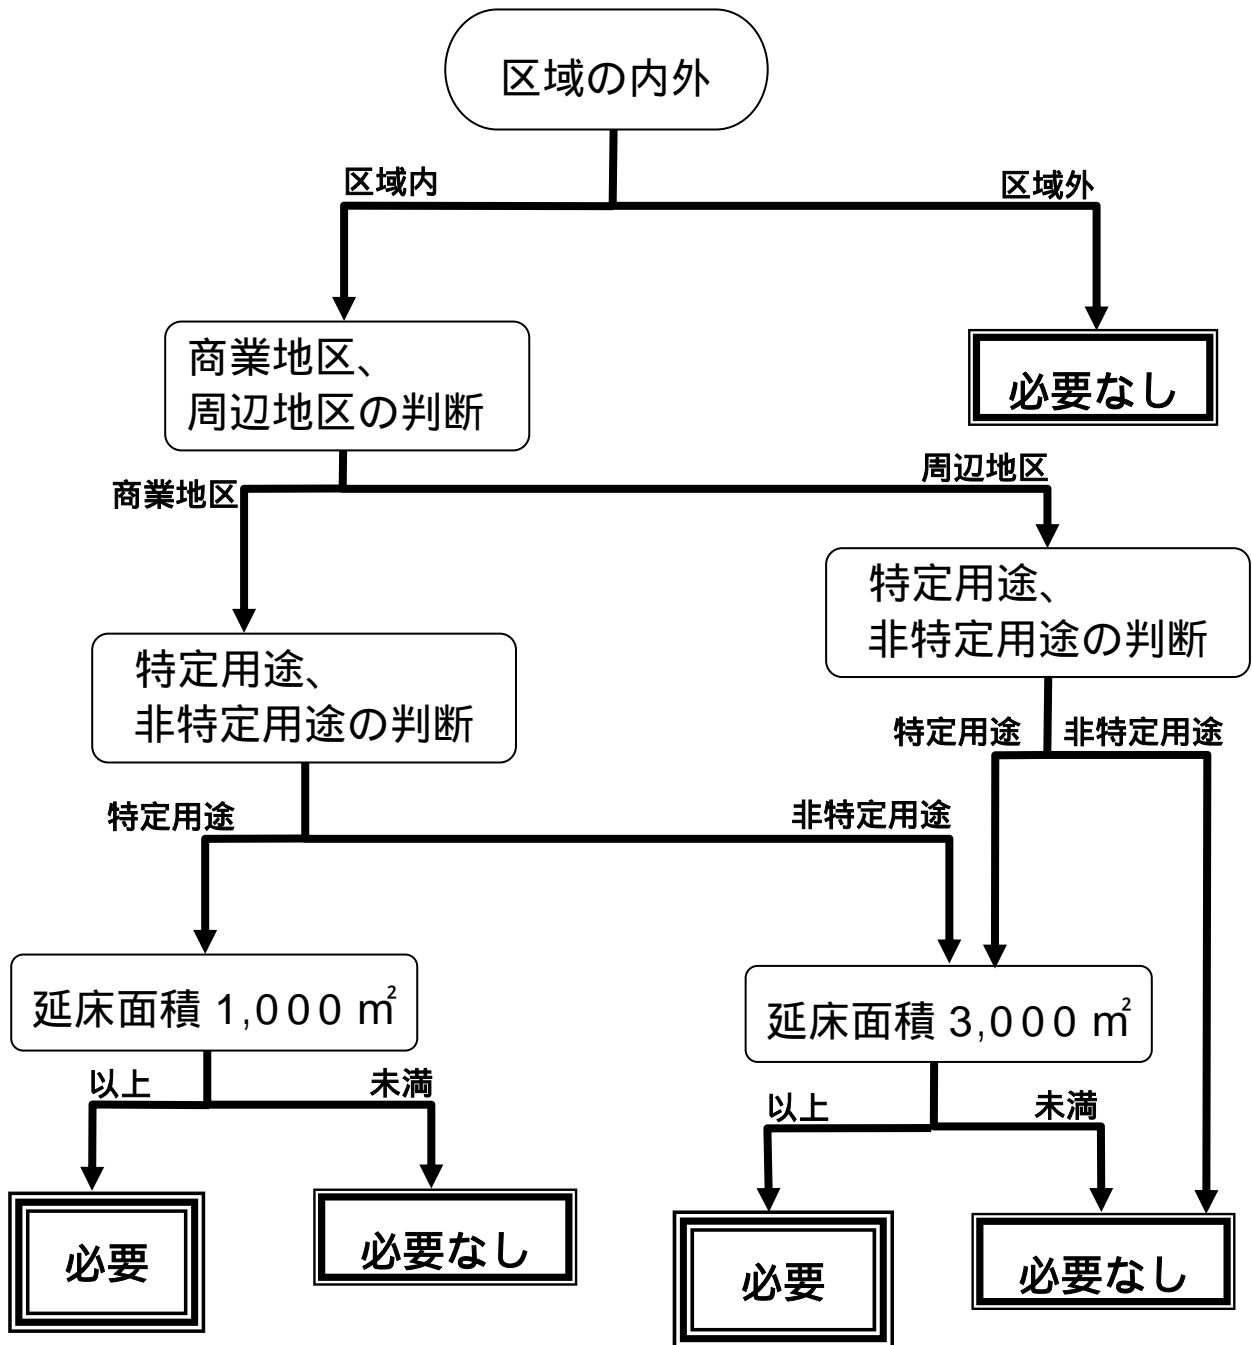 区域の内外
区域内
区域外
商業地区、
周辺地区の判断
必要なし
商業地区
周辺地区
特定用途、
非特定用途の判断
特定用途、
非特定用途の判断
特定用途
非特定用途
特定用途
非特定用途
延床面積 1,000 ㎡
延床面積 3,000 ㎡
以上
未満
以上
未満
必要
必要なし
必要
必要なし